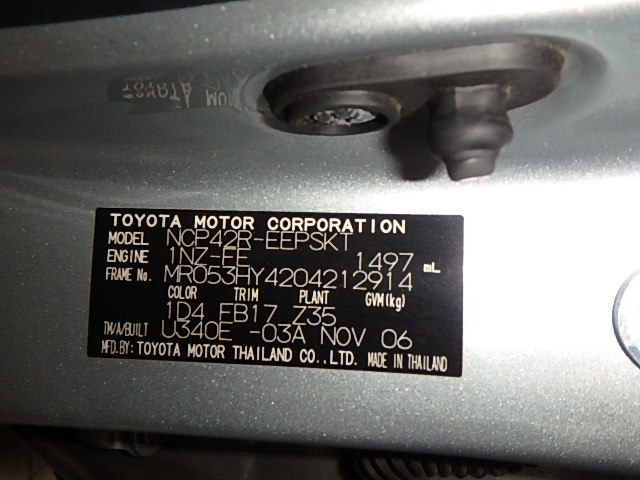 TOYOTA MOTOR CORPORATION
MODEL NCP42R-EEPSKT
ENGINE 1NZ-FE 1497 mL
FRAME No. MR053HY4204212914
COLOR TRIM PLANT GVM(kg)
1D4 FB17 Z35
TM/A/BUILT U340E -03A NOV 06
MFD.BY: TOYOTA MOTOR THAILAND CO.,LTD. MADE IN THAILAND